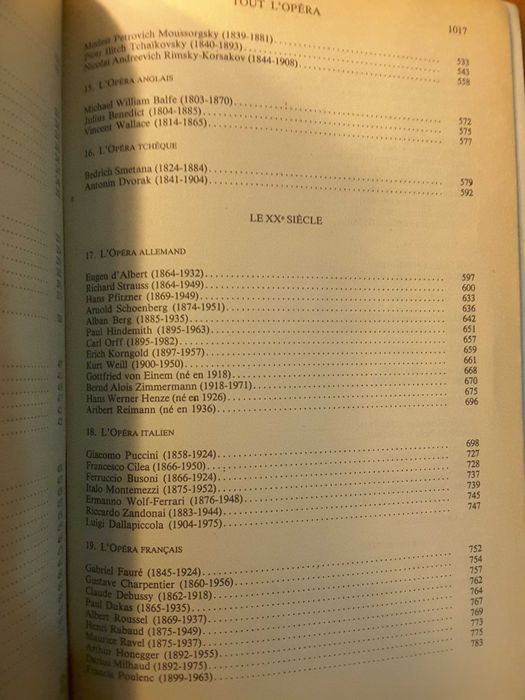 TOUT L'OPÉRA 1017
Modest Petrovich Moussorgsky (1839-1881) 533
Piotr Ilitch Tchaïkovsky (1840-1893) 543
Nicolai Andreevich Rimsky-Korsakov (1844-1908) 558
15. L'OPÉRA ANGLAIS
Michael William Balfe (1803-1870) 572
Julius Benedict (1804-1885) 575
Vincent Wallace (1814-1865) 577
16. L'OPÉRA TCHÈQUE
Bedrich Smetana (1824-1884) 579
Antonin Dvorak (1841-1904) 592
LE XXe SIÈCLE
17. L'OPÉRA ALLEMAND
Eugen d'Albert (1864-1932) 597
Richard Strauss (1864-1949) 600
Hans Pfitzner (1869-1949) 633
Arnold Schoenberg (1874-1951) 636
Alban Berg (1885-1935) 642
Paul Hindemith (1895-1963) 651
Carl Orff (1895-1982) 657
Erich Korngold (1897-1957) 659
Kurt Weill (1900-1950) 661
Gottfried von Einem (né en 1918) 668
Bernd Alois Zimmermann (1918-1971) 670
Hans Werner Henze (né en 1926) 675
Aribert Reimann (né en 1936) 696
18. L'OPÉRA ITALIEN
Giacomo Puccini (1858-1924) 698
Francesco Cilea (1866-1950) 727
Ferruccio Busoni (1866-1924) 728
Italo Montemezzi (1875-1952) 737
Ermanno Wolf-Ferrari (1876-1948) 739
Riccardo Zandonai (1883-1944) 745
Luigi Dallapiccola (1904-1975) 747
19. L'OPÉRA FRANÇAIS
Gabriel Fauré (1845-1924) 752
Gustave Charpentier (1860-1956) 754
Claude Debussy (1862-1918) 757
Paul Dukas (1865-1935) 762
Albert Roussel (1869-1937) 764
Henri Rabaud (1875-1949) 767
Maurice Ravel (1875-1937) 769
Arthur Honegger (1892-1955) 773
Darius Milhaud (1892-1975) 775
Francis Poulenc (1899-1963) 783